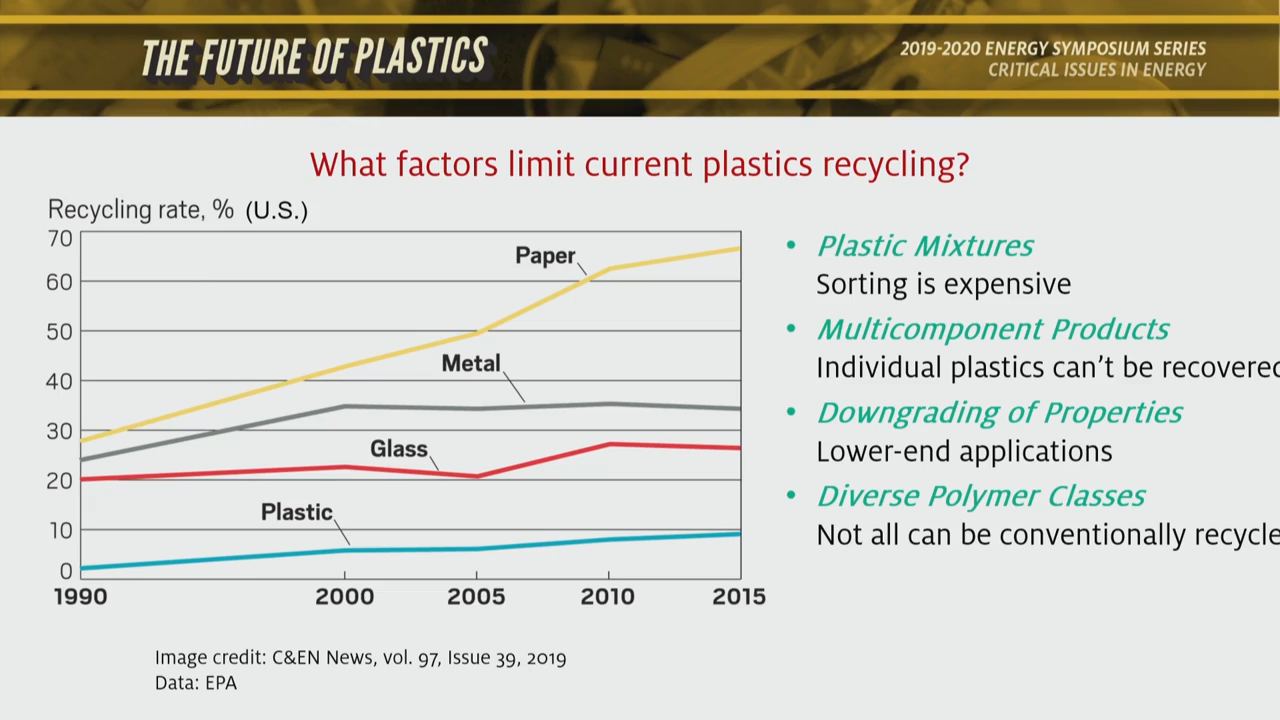 THE FUTURE OF PLASTICS
2019-2020 ENERGY SYMPOSIUM SERIES
CRITICAL ISSUES IN ENERGY
What factors limit current plastics recycling?
Recycling rate, % (U.S.)
70
60
50
40
30
20
10
0
Paper
Metal
Glass
Plastic
1990 2000 2005 2010 2015
• Plastic Mixtures
Sorting is expensive
• Multicomponent Products
Individual plastics can't be recovered
• Downgrading of Properties
Lower-end applications
• Diverse Polymer Classes
Not all can be conventionally recycle
Image credit: C&EN News, vol. 97, Issue 39, 2019
Data: EPA